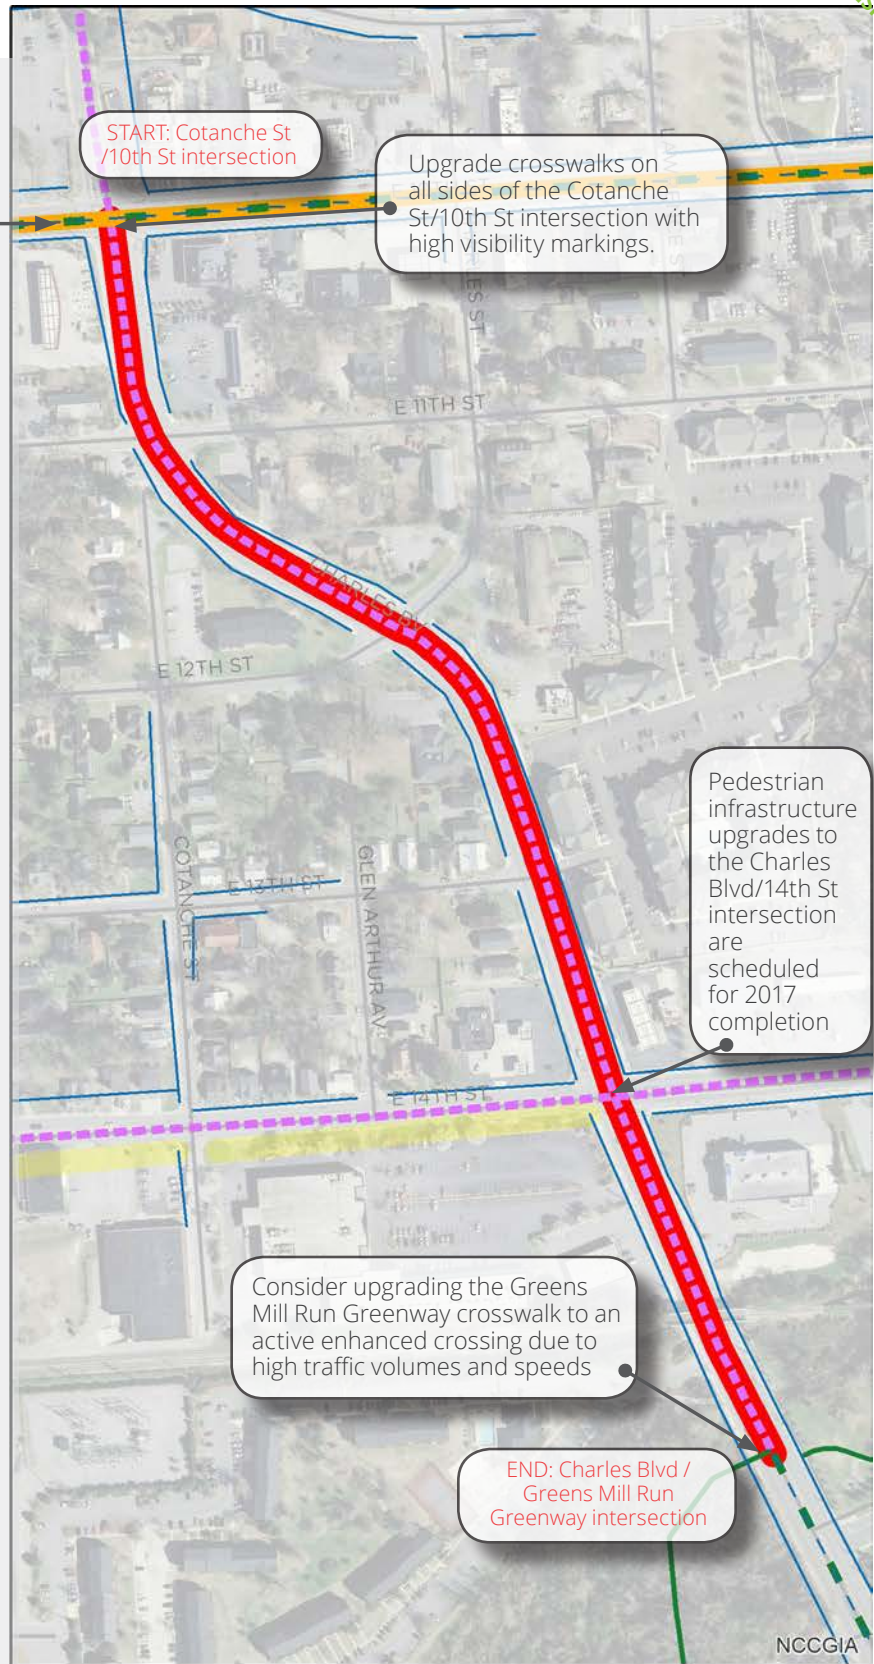 START: Cotanche St
/10th St intersection
Upgrade crosswalks on
all sides of the Cotanche
St/10th St intersection with
high visibility markings.
E 11TH ST
CHARLES BV
E 12TH ST
Pedestrian
infrastructure
upgrades to
the Charles
Blvd/14th St
intersection
are
scheduled
for 2017
completion
COTANCHE ST
E 13TH ST
GLEN ARTHUR AV
E 14TH ST
Consider upgrading the Greens
Mill Run Greenway crosswalk to an
active enhanced crossing due to
high traffic volumes and speeds
END: Charles Blvd /
Greens Mill Run
Greenway intersection
NCCGIA